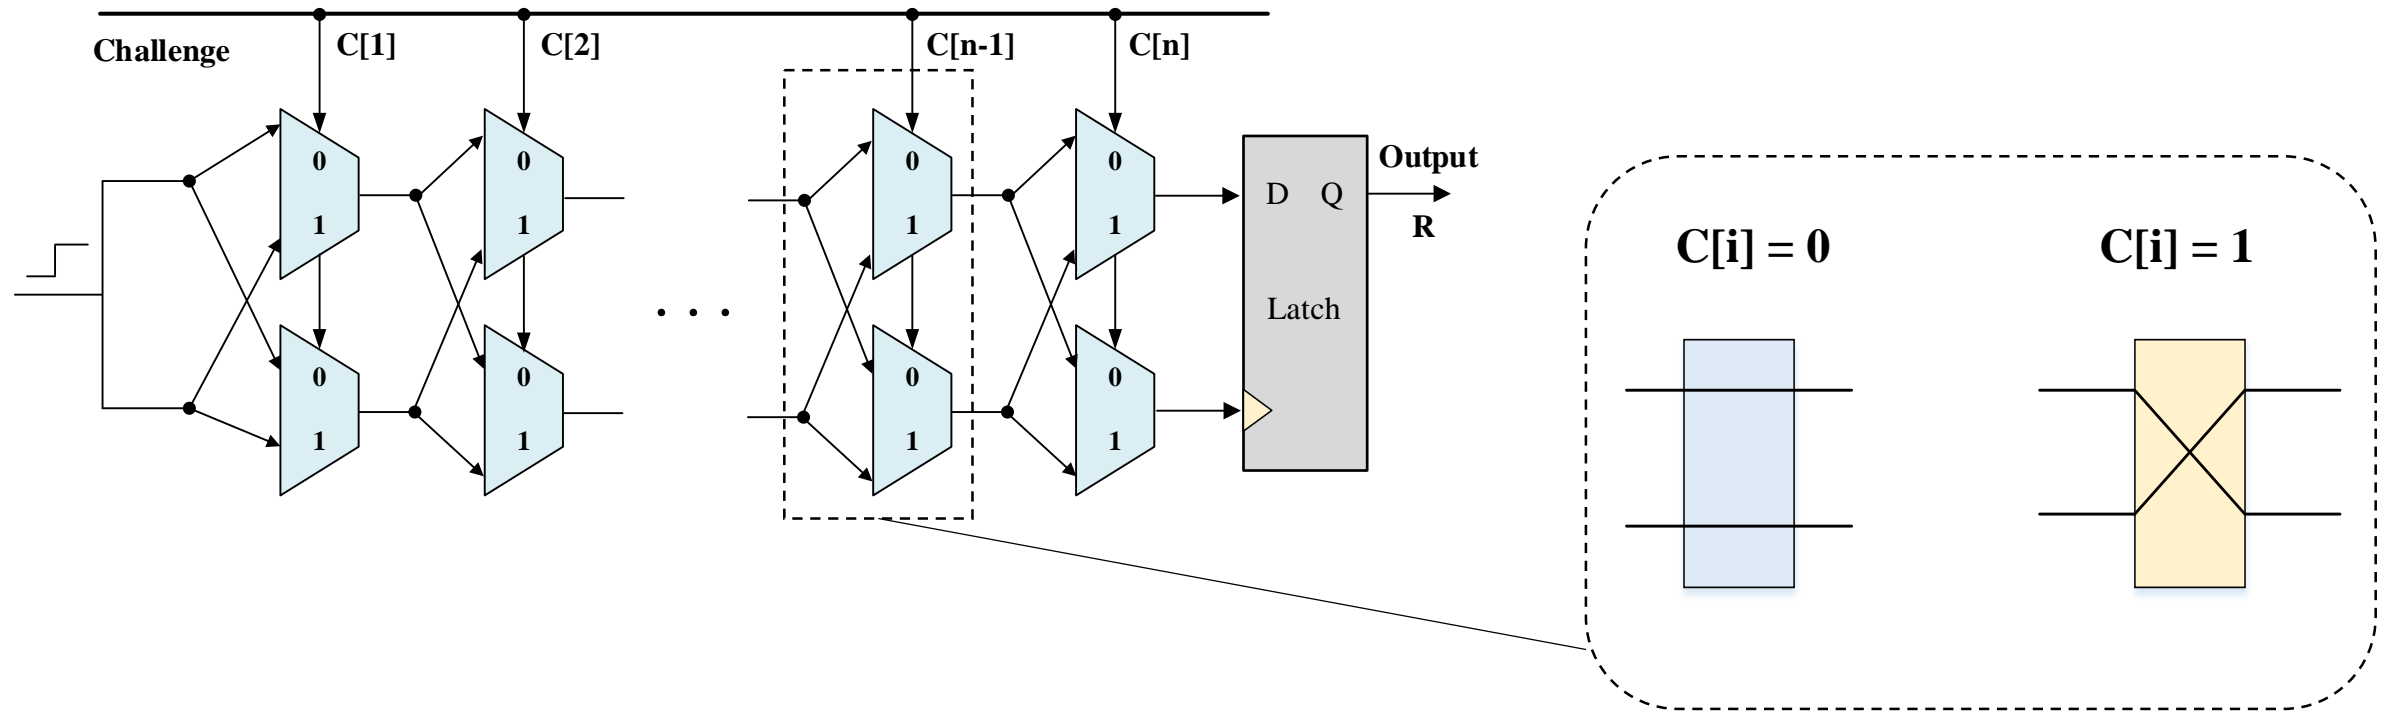 Challenge
C[1]
C[2]
C[n-1]
C[n]
0
1
0
1
0
1
0
1
0
1
0
1
0
1
0
1
. . .
D Q
Latch
Output
R
C[i] = 0
C[i] = 1